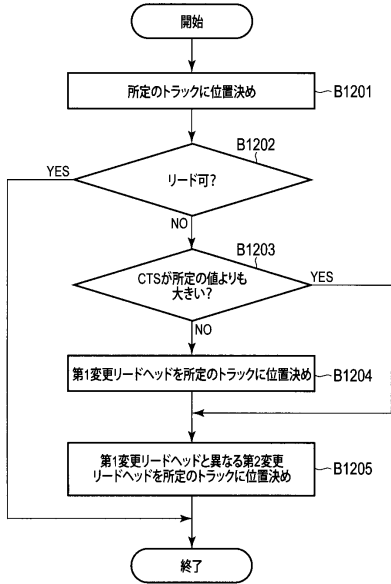 開始
所定のトラックに位置決め
B1201
B1202
YES
リード可?
NO
B1203
CTSが所定の値よりも
大きい?
YES
NO
第1変更リードヘッドを所定のトラックに位置決め
B1204
第1変更リードヘッドと異なる第2変更
リードヘッドを所定のトラックに位置決め
B1205
終了